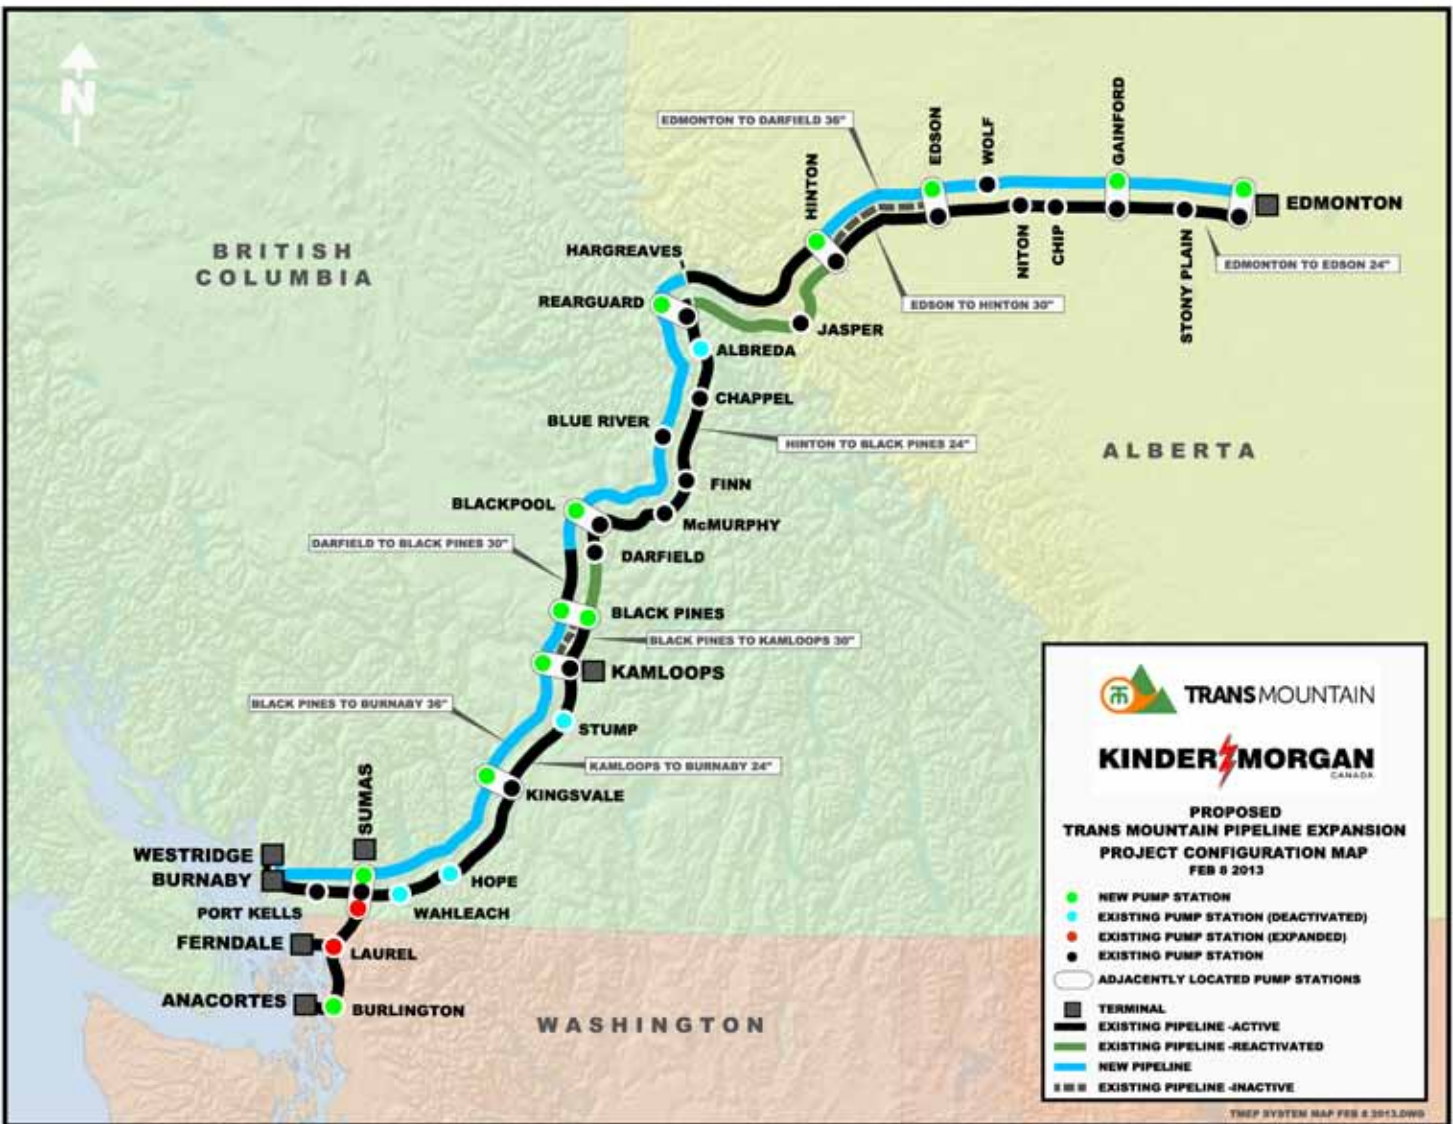 N
BRITISH
COLUMBIA
ALBERTA
WASHINGTON
EDMONTON TO DARFIELD 36"
EDSON
WOLF
GAINFORD
HINTON
EDMONTON
NITON
CHIP
STONY PLAIN
EDMONTON TO EDSON 24"
EDSON TO HINTON 30"
HARGREAVES
REARGUARD
JASPER
ALBREDA
CHAPPEL
BLUE RIVER
HINTON TO BLACK PINES 24"
FINN
BLACKPOOL
McMURPHY
DARFIELD TO BLACK PINES 30"
DARFIELD
BLACK PINES
BLACK PINES TO KAMLOOPS 30"
KAMLOOPS
BLACK PINES TO BURNABY 36"
STUMP
KAMLOOPS TO BURNABY 24"
KINGSVALE
SUMAS
WESTRIDGE
BURNABY
HOPE
PORT KELLS
WAHLEACH
FERNDALE
LAUREL
ANACORTES
BURLINGTON
TRANSMOUNTAIN
KINDER MORGAN
CANADA
PROPOSED
TRANS MOUNTAIN PIPELINE EXPANSION
PROJECT CONFIGURATION MAP
FEB 8 2013
NEW PUMP STATION
EXISTING PUMP STATION (DEACTIVATED)
EXISTING PUMP STATION (EXPANDED)
EXISTING PUMP STATION
ADJACENTLY LOCATED PUMP STATIONS
TERMINAL
EXISTING PIPELINE -ACTIVE
EXISTING PIPELINE -REACTIVATED
NEW PIPELINE
EXISTING PIPELINE -INACTIVE
TMEP SYSTEM MAP FEB 8 2013.DWG